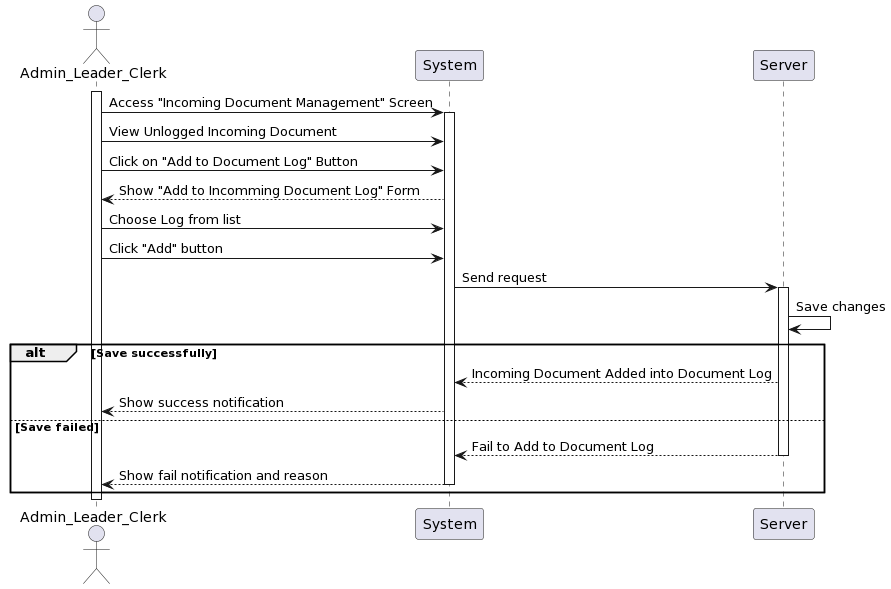 Admin_Leader_Clerk
System
Server
Access "Incoming Document Management" Screen
View Unlogged Incoming Document
Click on "Add to Document Log" Button
Show "Add to Incomming Document Log" Form
Choose Log from list
Click "Add" button
Send request
Save changes
alt
[Save successfully]
Incoming Document Added into Document Log
Show success notification
[Save failed]
Fail to Add to Document Log
Show fail notification and reason
Admin_Leader_Clerk
System
Server